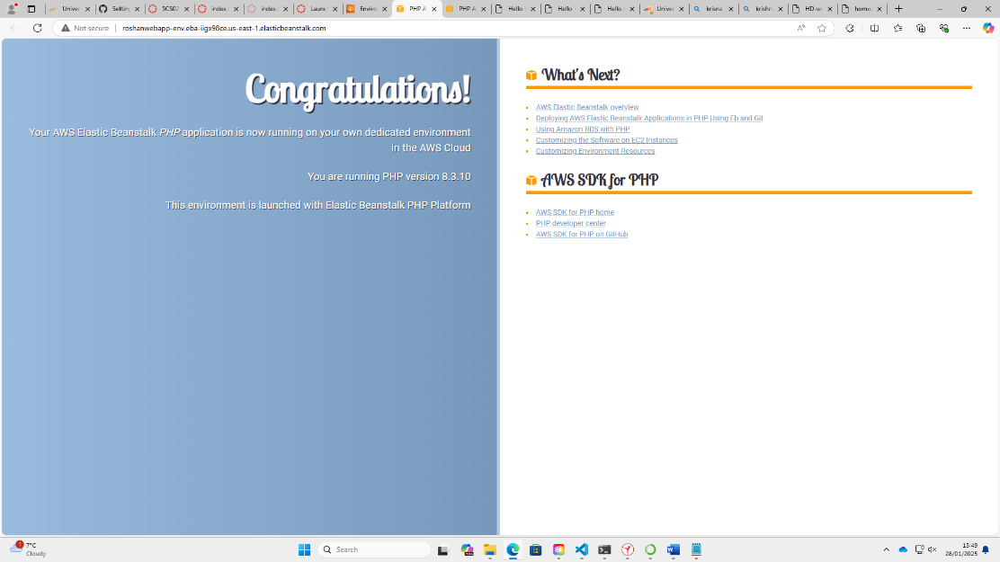 Univer
Setting
5CS02
index.
index.
Launc
Enviro
PHP A
PHP A
Hello
Hello
Hello
Univer
krisna
krishn
HD-w
home.
Not secure
roshanwebapp-env.eba-iigx98ce.us-east-1.elasticbeanstalk.com
Congratulations!
Your AWS Elastic Beanstalk PHP application is now running on your own dedicated environment
in the AWS Cloud
You are running PHP version 8.3.10
This environment is launched with Elastic Beanstalk PHP Platform
What's Next?
AWS Elastic Beanstalk overview
Deploying AWS Elastic Beanstalk Applications in PHP Using Eb and Git
Using Amazon RDS with PHP
Customizing the Software on EC2 Instances
Customizing Environment Resources
AWS SDK for PHP
AWS SDK for PHP home
PHP developer center
AWS SDK for PHP on GitHub
7°C
Cloudy
Search
15:49
28/01/2025